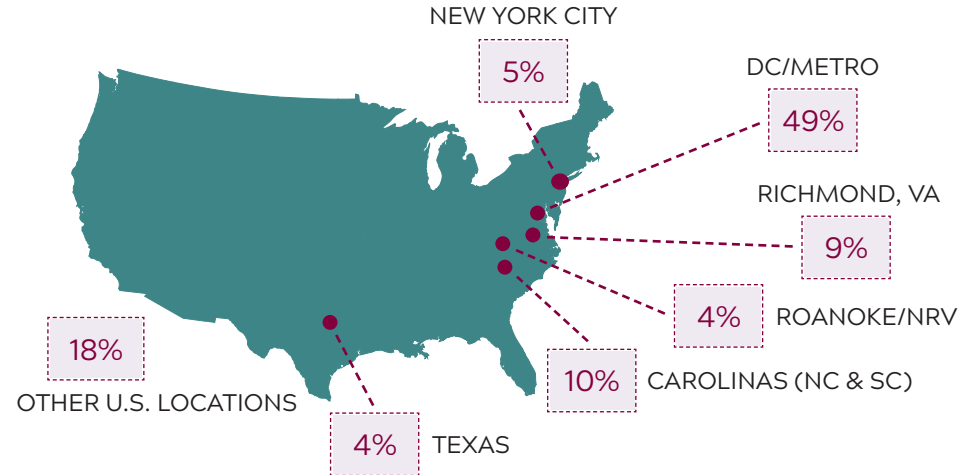 NEW YORK CITY
5%
DC/METRO
49%
RICHMOND, VA
9%
4%
ROANOKE/NRV
10%
CAROLINAS (NC & SC)
4%
TEXAS
18%
OTHER U.S. LOCATIONS